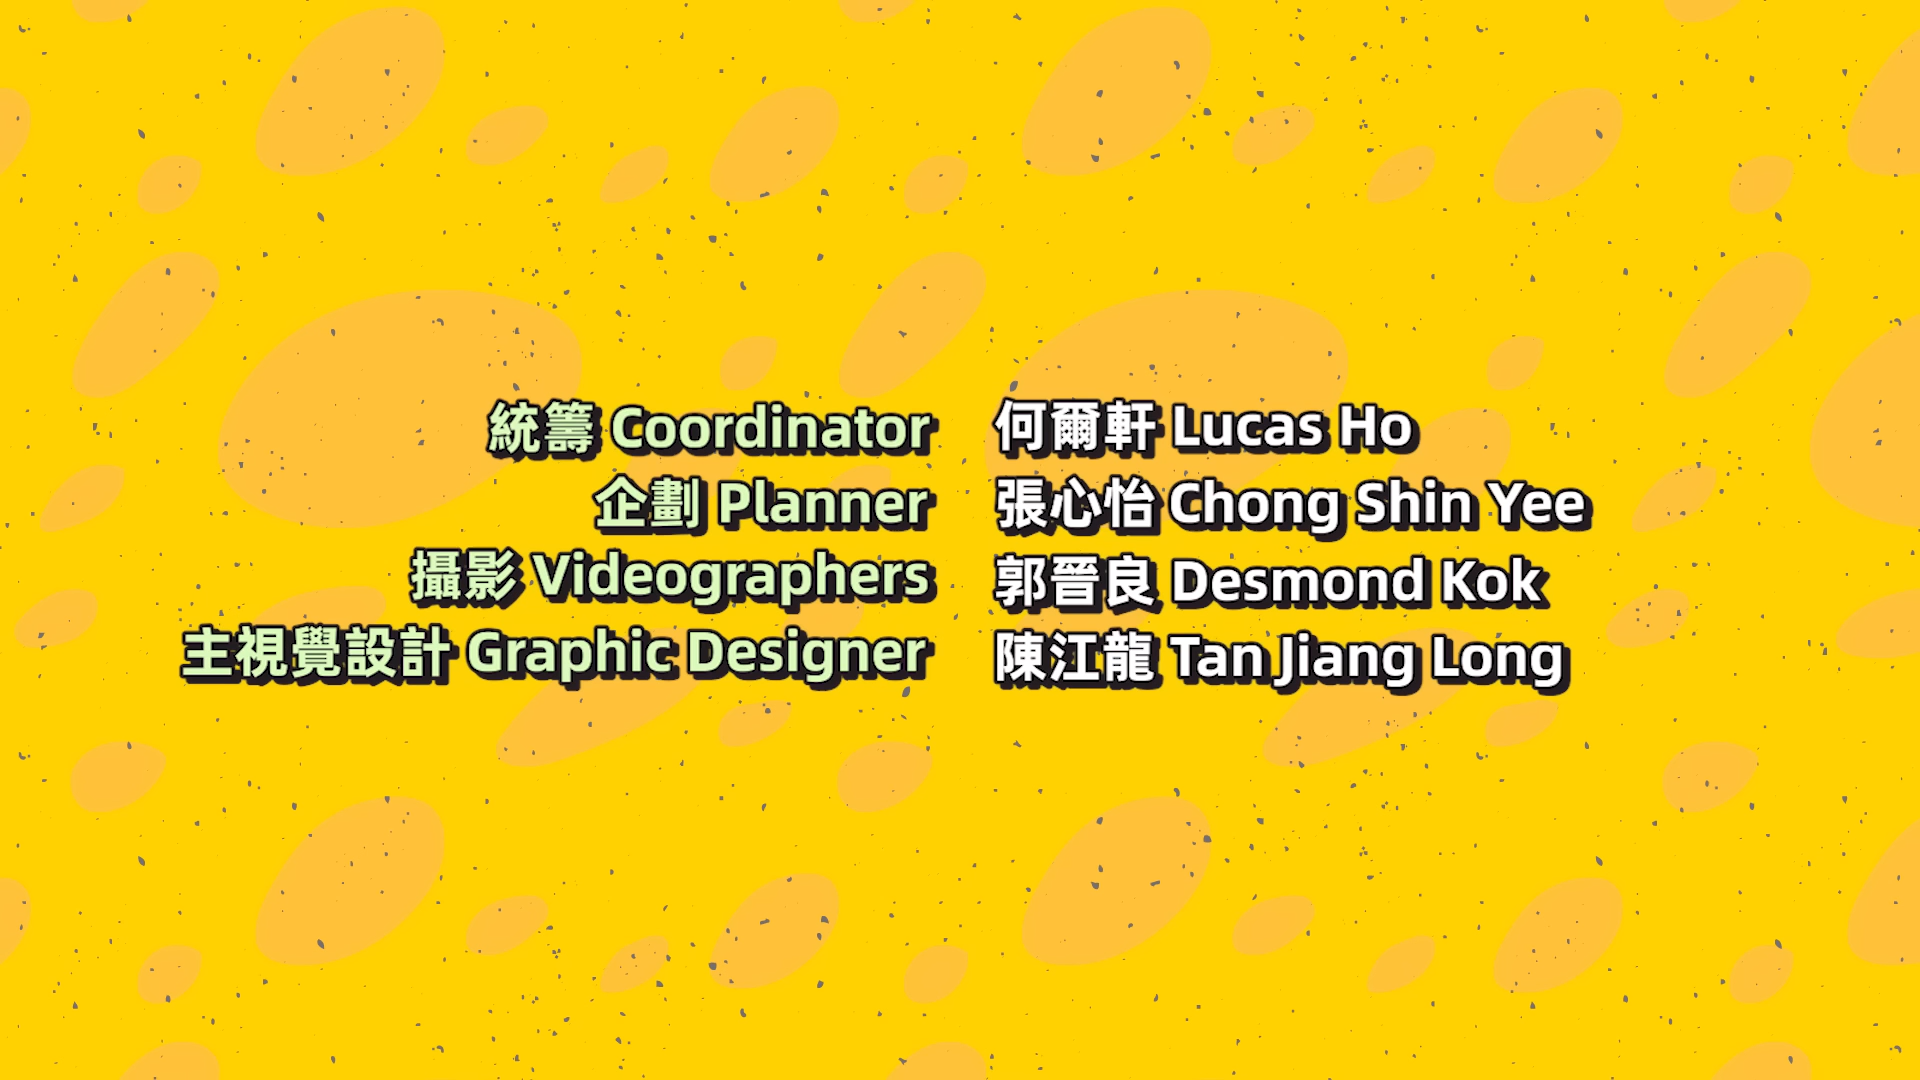 統籌 Coordinator 何爾軒 Lucas Ho
企劃 Planner 張心怡 Chong Shin Yee
攝影 Videographers 郭晉良 Desmond Kok
主視覺設計 Graphic Designer 陳江龍 Tan Jiang Long